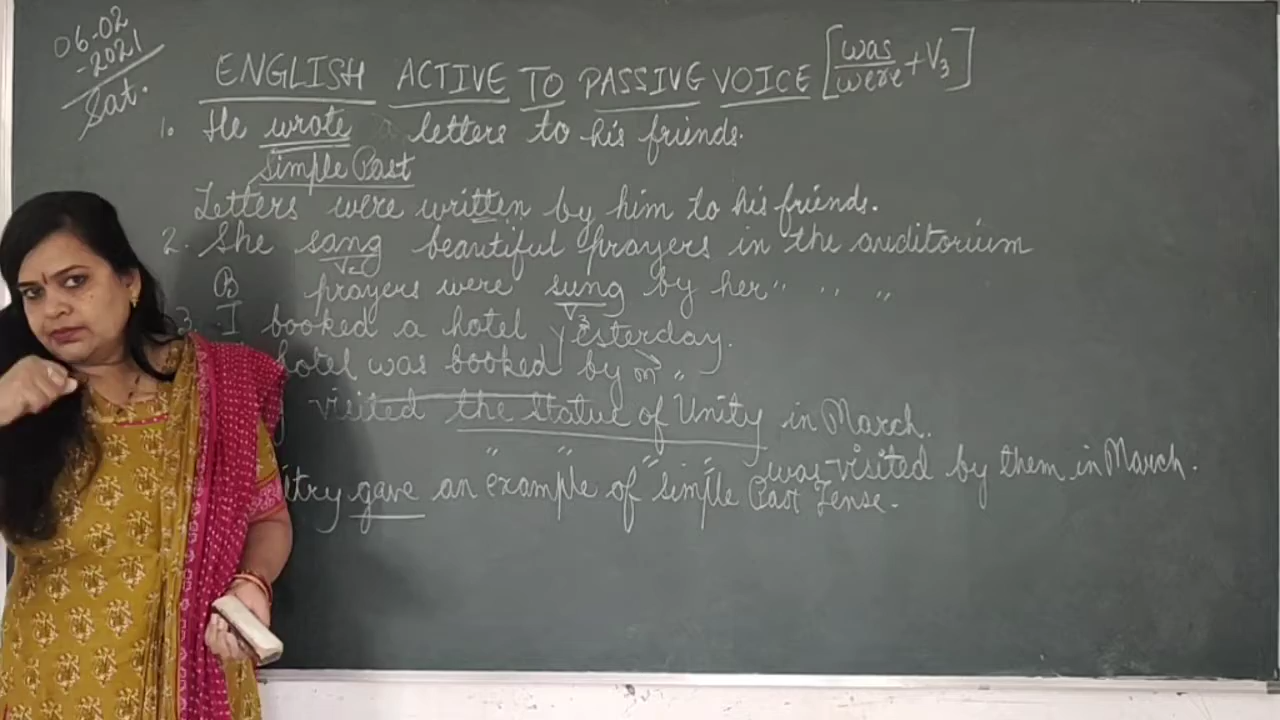 06-02
-2021
Sat.
ENGLISH ACTIVE TO PASSIVE VOICE [was/were + V3]
1. He wrote letters to his friends.
Simple Past
Letters were written by him to his friends.
2. She sang beautiful prayers in the auditorium
V2
B prayers were sung by her " " "
V3
3. I booked a hotel yesterday.
hotel was booked by m "
visited the Statue of Unity in March.
" " " " was visited by them in March.
gave an example of Simple Past Tense.